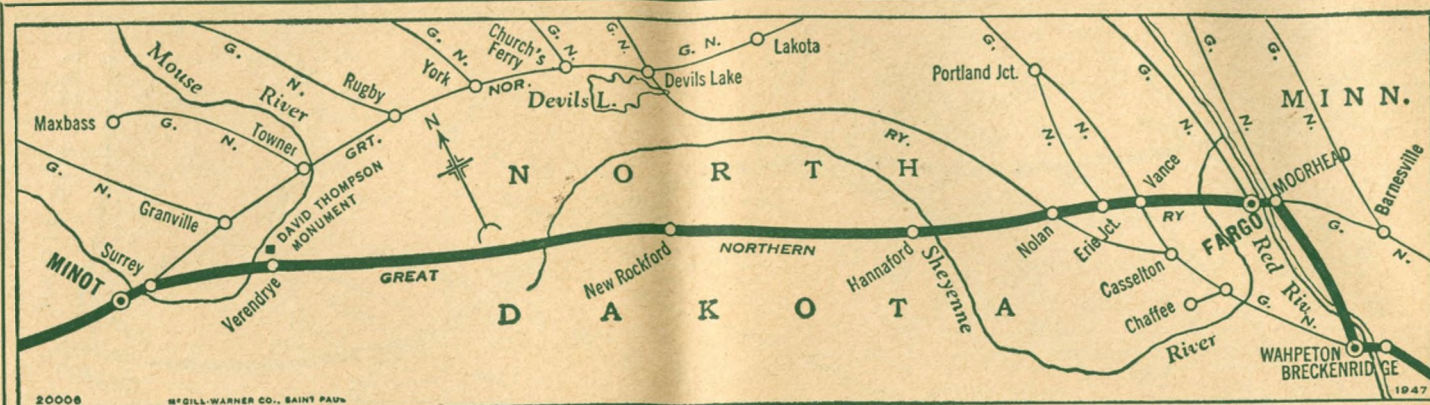 G. N.
G. N.
Church's
Ferry
G. N.
G. N.
G. N.
Lakota
Mouse
River
Rugby
York
NOR.
Devils L.
Devils Lake
G. N.
Portland Jct.
G. N.
G. N.
G. N.
MINN.
Maxbass
G. N.
Towner
GRT.
N
RY.
N.
N.
G. N.
Granville
DAVID THOMPSON
MONUMENT
NORTH
Vance
MOORHEAD
Barnesville
Surrey
MINOT
Verendrye
GREAT
New Rockford
NORTHERN
Hannaford
Sheyenne
Nolan
Erie Jct.
RY
FARGO
Red Riv.
G. N.
Casselton
Chaffee
G. N.
DAKOTA
River
WAHPETON
BRECKENRIDGE
20006
McGILL-WARNER CO., SAINT PAUL
1947